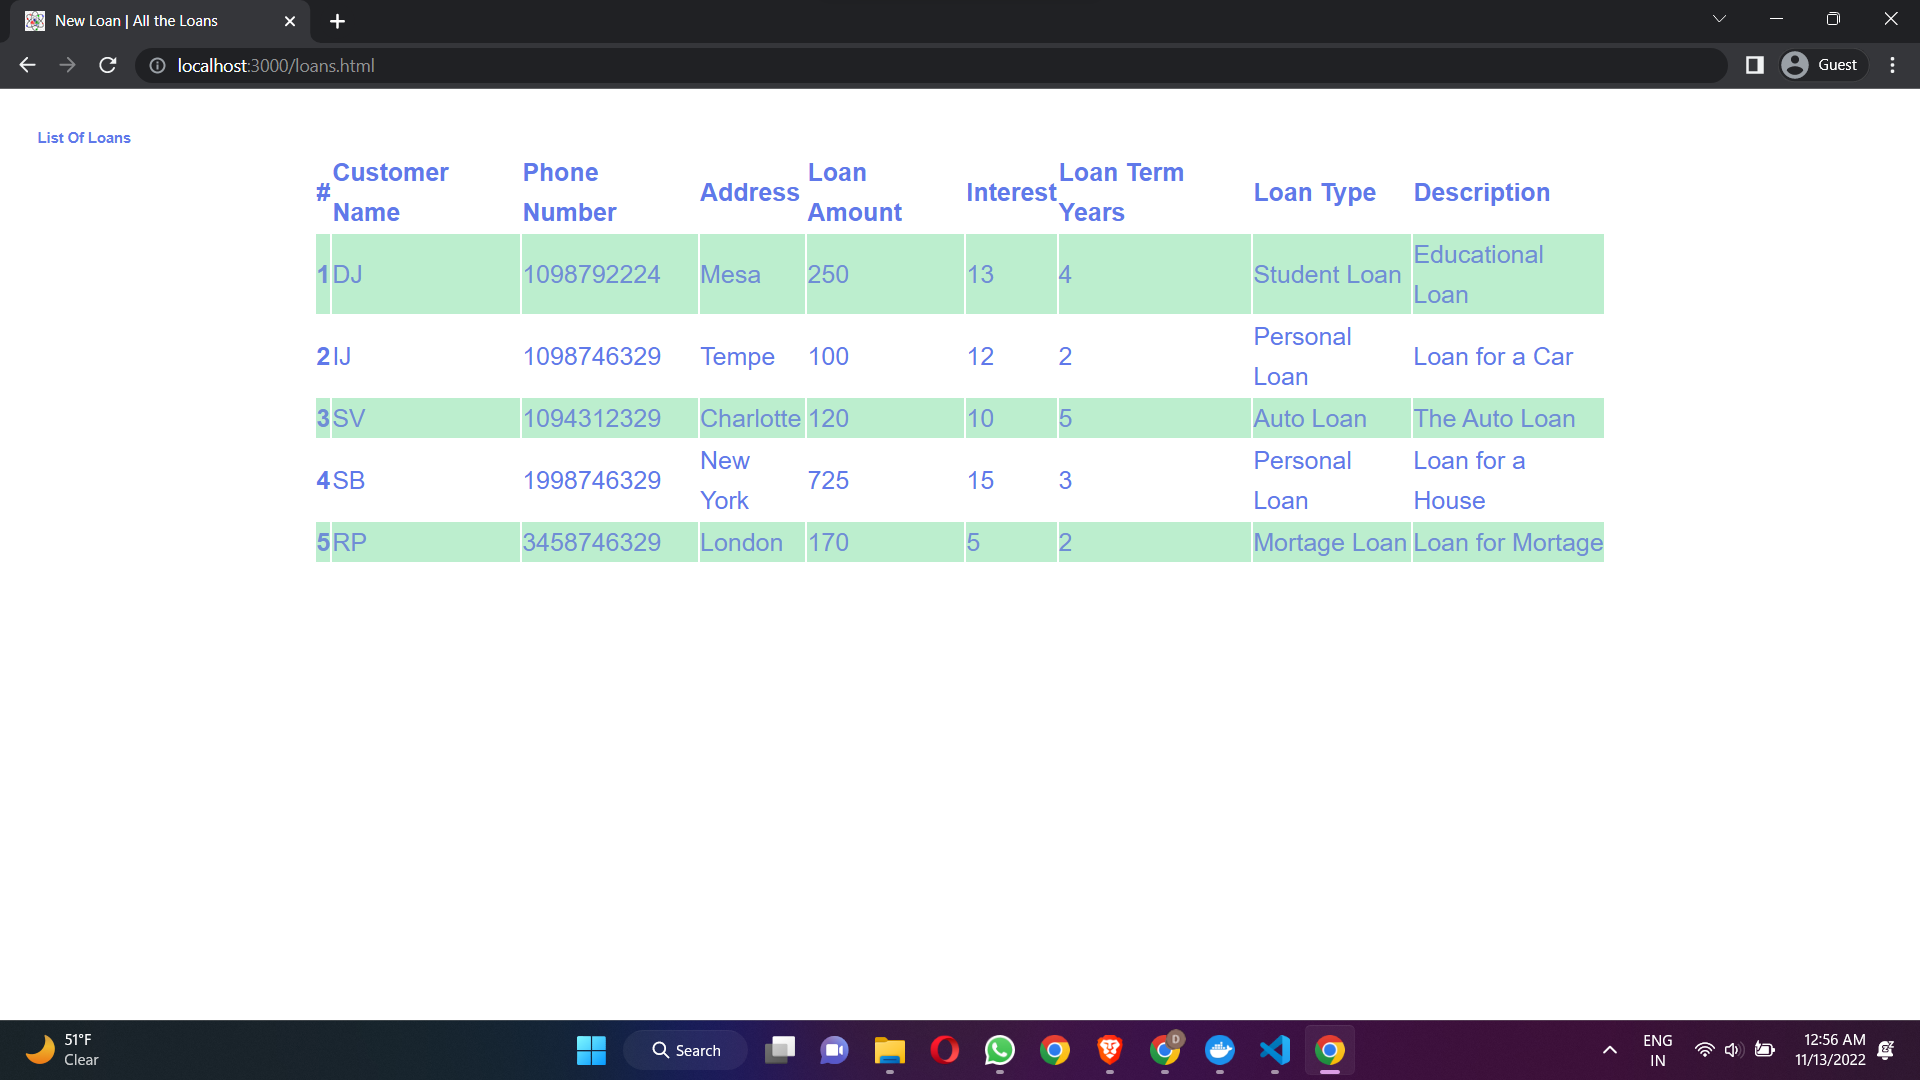 New Loan | All the Loans
localhost:3000/loans.html
Guest
List Of Loans
# Customer Name Phone Number Address Loan Amount Interest Loan Term Years Loan Type Description
1 DJ 1098792224 Mesa 250 13 4 Student Loan Educational Loan
2 IJ 1098746329 Tempe 100 12 2 Personal Loan Loan for a Car
3 SV 1094312329 Charlotte 120 10 5 Auto Loan The Auto Loan
4 SB 1998746329 New York 725 15 3 Personal Loan Loan for a House
5 RP 3458746329 London 170 5 2 Mortage Loan Loan for Mortage
51°F
Clear
Search
D
ENG
IN
12:56 AM
11/13/2022